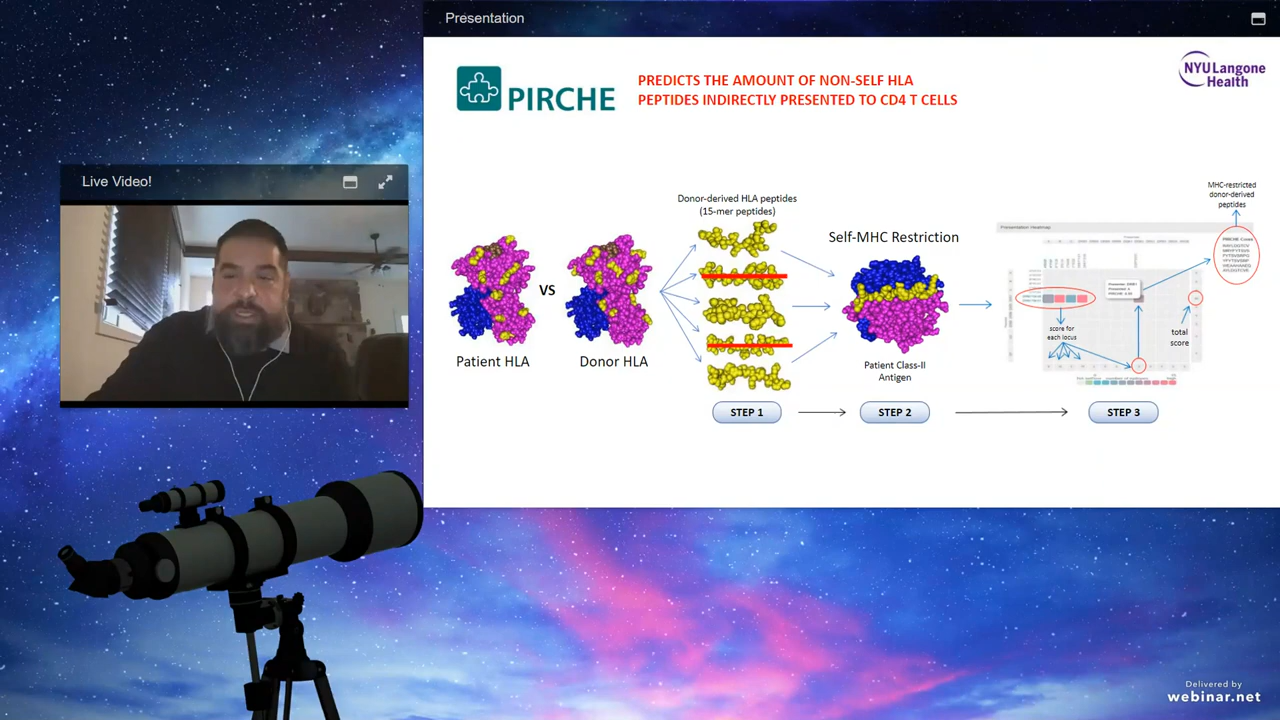 Presentation
PIRCHE
PREDICTS THE AMOUNT OF NON-SELF HLA
PEPTIDES INDIRECTLY PRESENTED TO CD4 T CELLS
NYU Langone
Health
Live Video!
Donor-derived HLA peptides
(15-mer peptides)
Self-MHC Restriction
MHC-restricted
donor-derived
peptides
Presentation Heatmap
VS
Patient HLA
Donor HLA
Patient Class-II
Antigen
score for
each locus
total
score
STEP 1
STEP 2
STEP 3
Delivered by
webinar.net